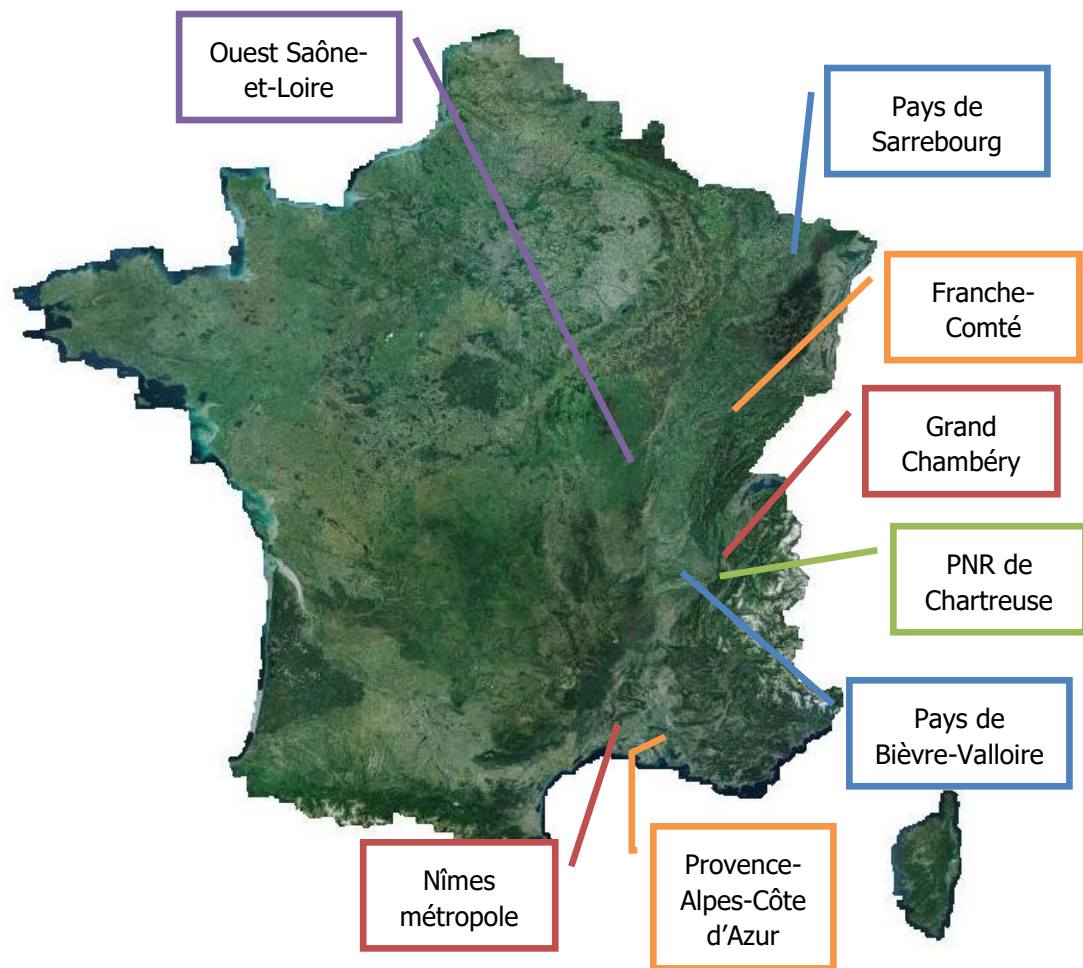 Ouest Saône-
et-Loire
Pays de
Sarrebourg
Franche-
Comté
Grand
Chambéry
PNR de
Chartreuse
Pays de
Bièvre-Valloire
Provence-
Alpes-Côte
d’Azur
Nîmes
métropole